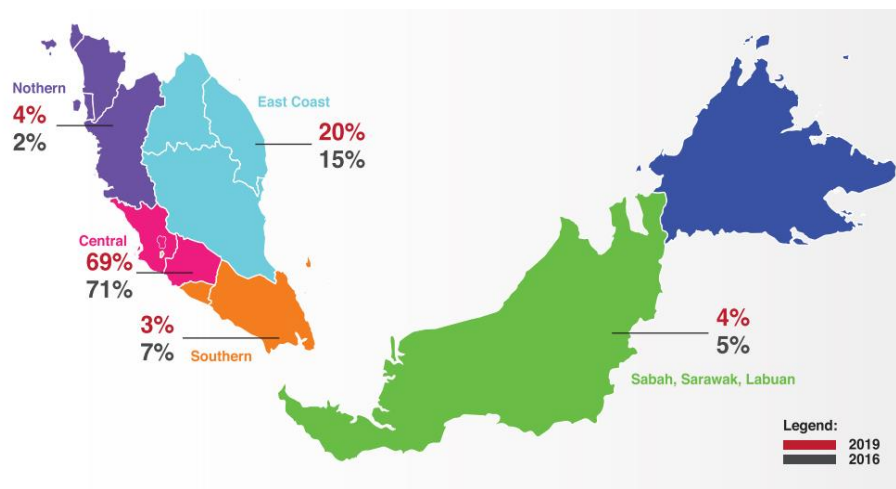 Nothern
4%
2%
East Coast
20%
15%
Central
69%
71%
3%
7%
Southern
4%
5%
Sabah, Sarawak, Labuan
Legend:
2019
2016